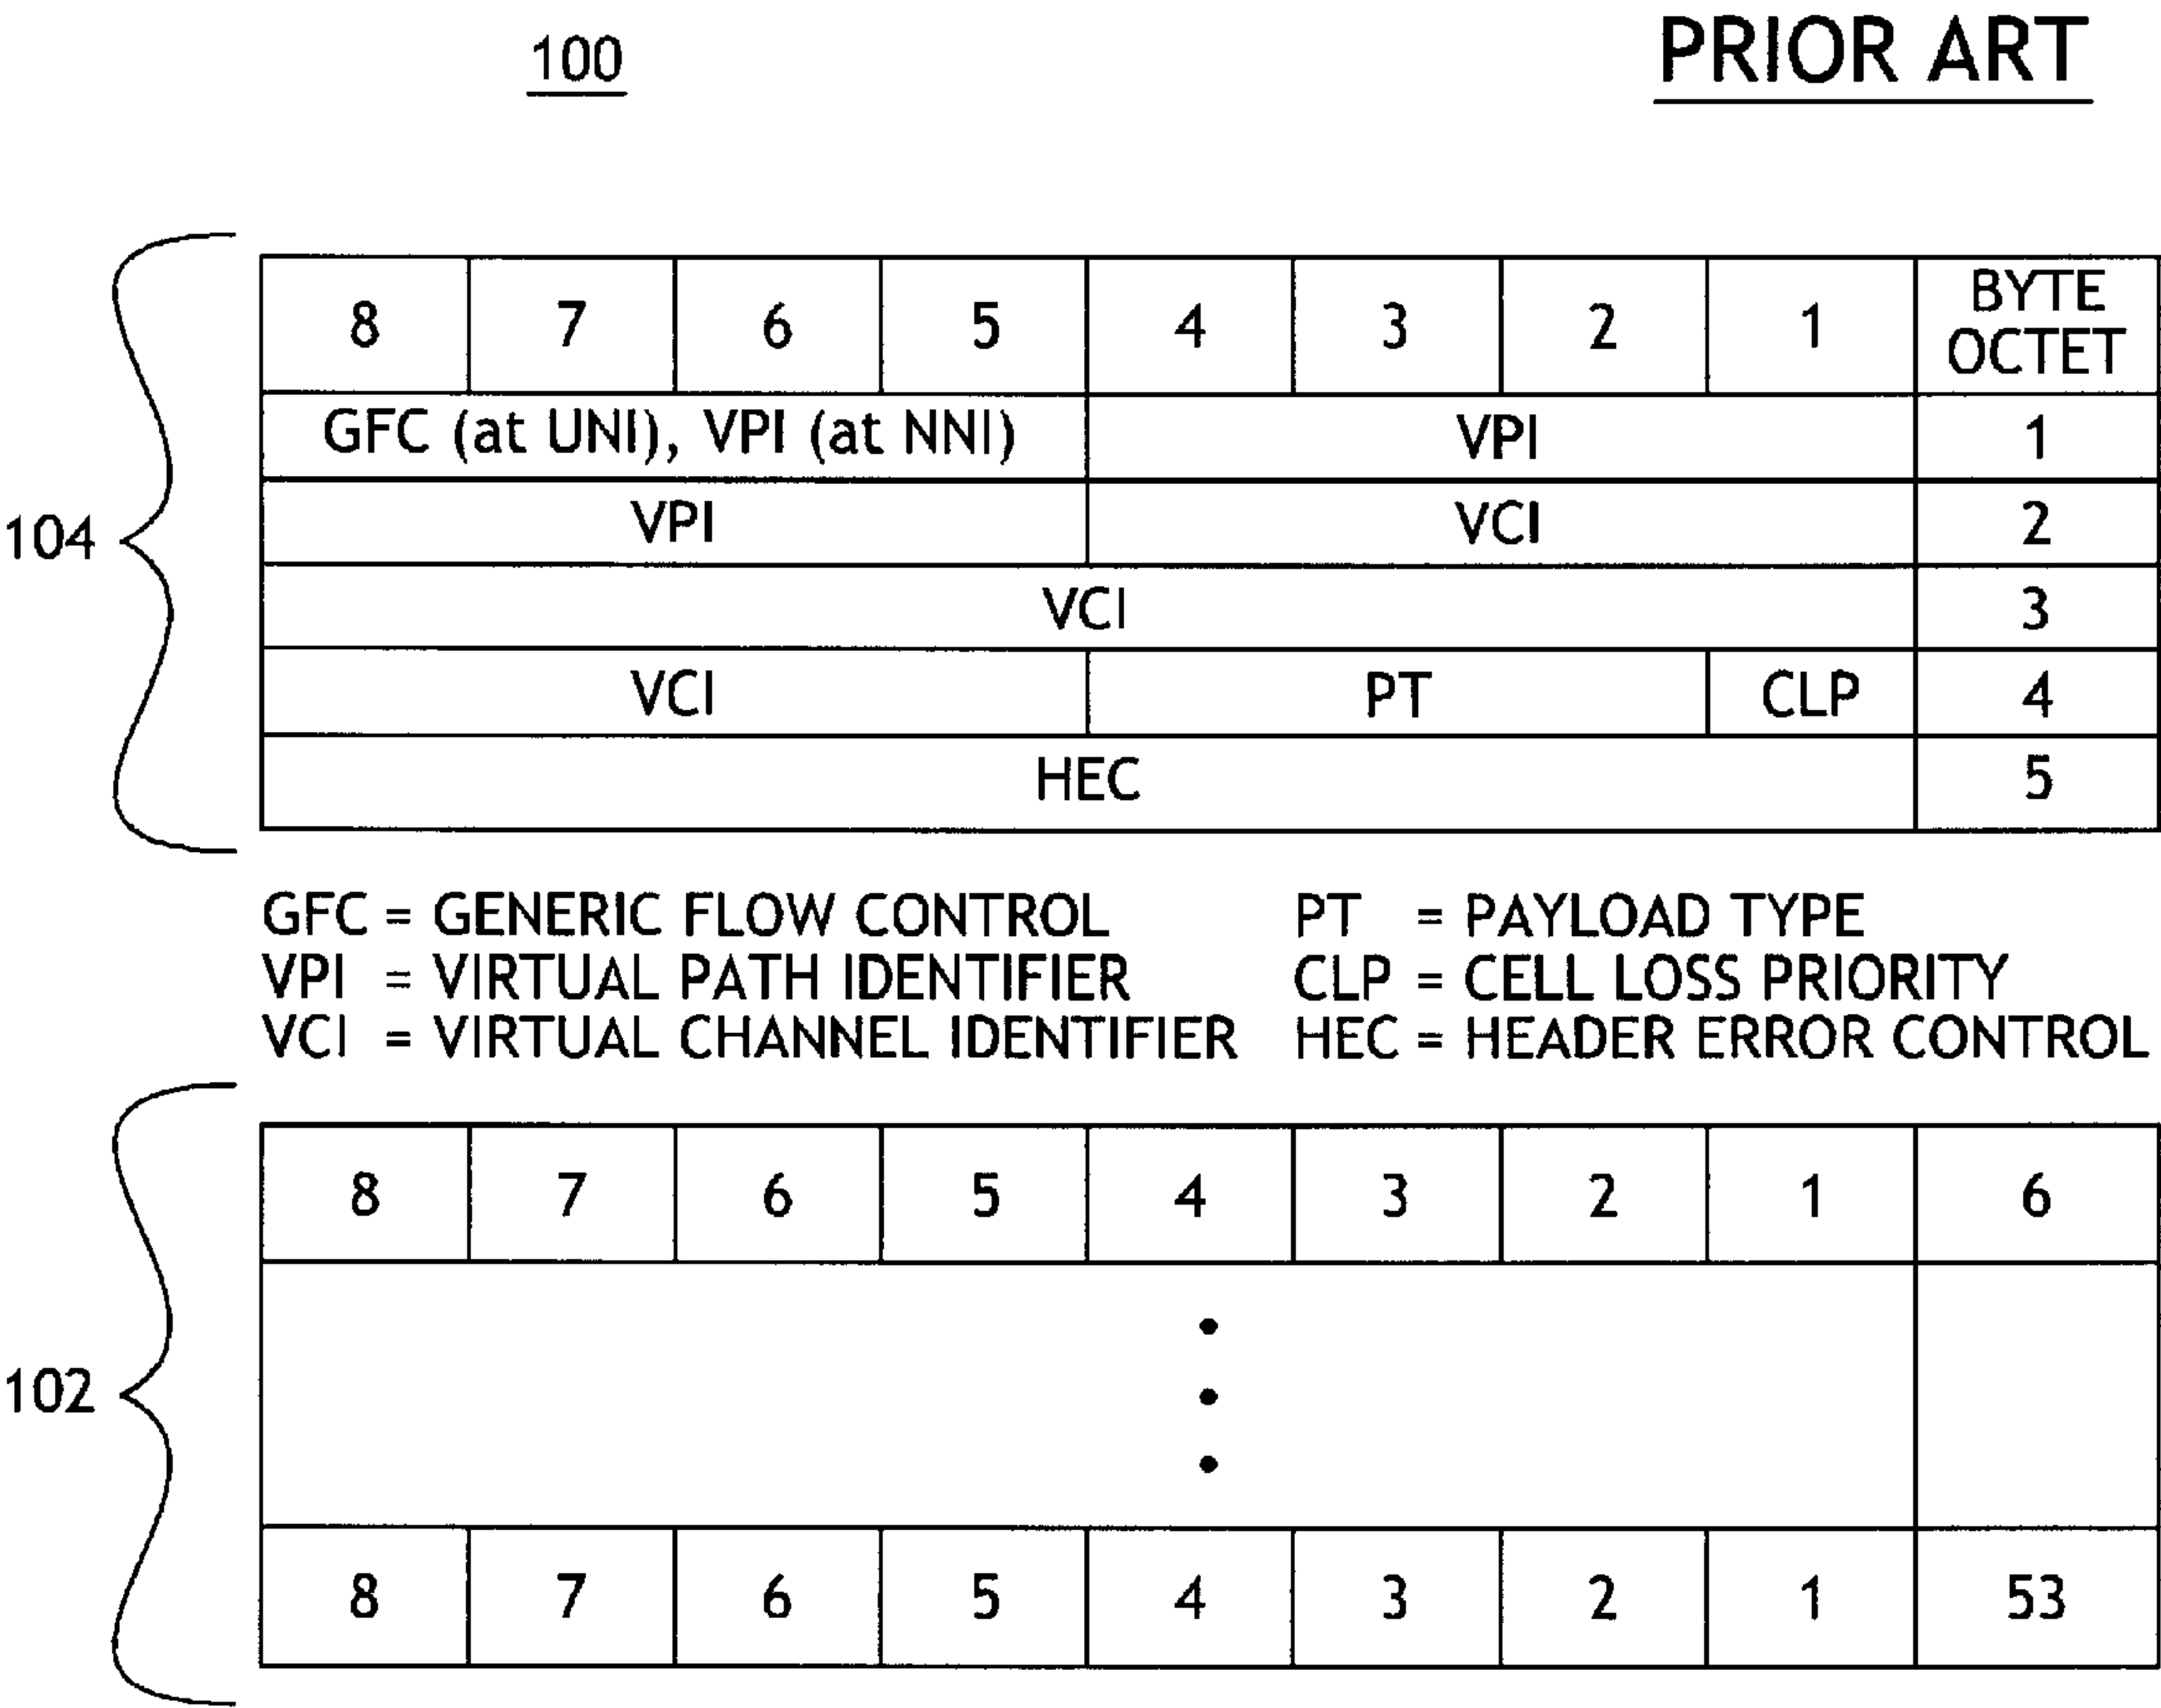 100
PRIOR ART
8 7 6 5 4 3 2 1 BYTE OCTET
GFC (at UNI), VPI (at NNI) VPI 1
VPI VCI 2
104
VCI 3
VCI PT CLP 4
HEC 5
GFC = GENERIC FLOW CONTROL PT = PAYLOAD TYPE
VPI = VIRTUAL PATH IDENTIFIER CLP = CELL LOSS PRIORITY
VCI = VIRTUAL CHANNEL IDENTIFIER HEC = HEADER ERROR CONTROL
8 7 6 5 4 3 2 1 6
102
8 7 6 5 4 3 2 1 53